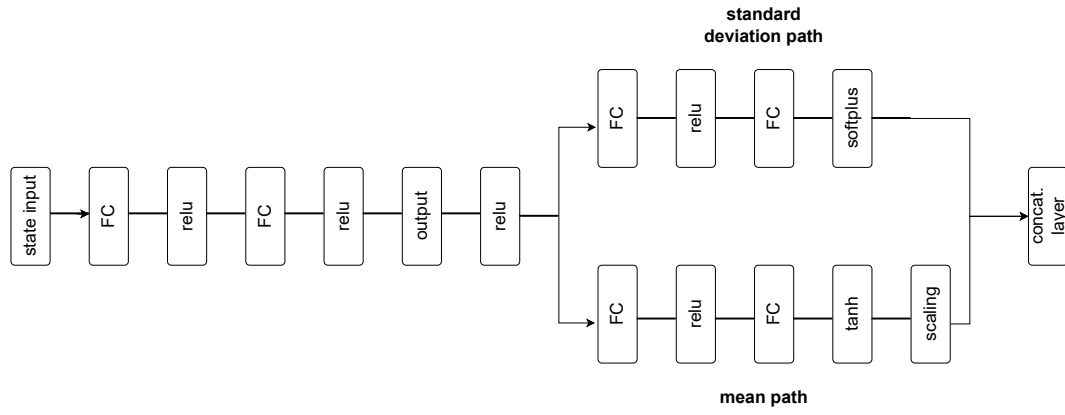 standard
deviation path
FC
relu
FC
softplus
state input
FC
relu
FC
relu
output
relu
concat.
layer
FC
relu
FC
tanh
scaling
mean path